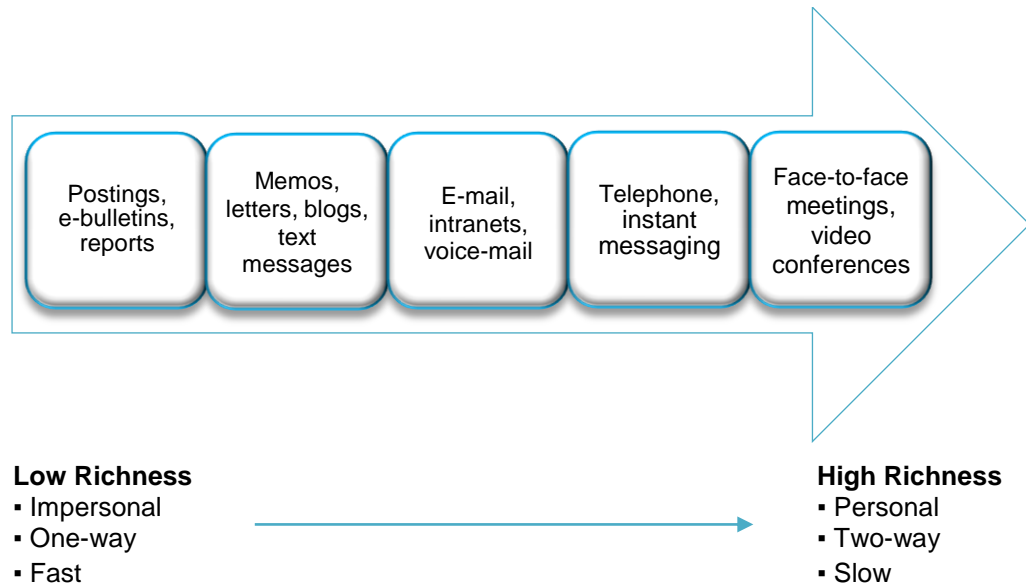 Postings,
e-bulletins,
reports
Memos,
letters, blogs,
text
messages
E-mail,
intranets,
voice-mail
Telephone,
instant
messaging
Face-to-face
meetings,
video
conferences
Low Richness
▪ Impersonal
▪ One-way
▪ Fast
High Richness
▪ Personal
▪ Two-way
▪ Slow